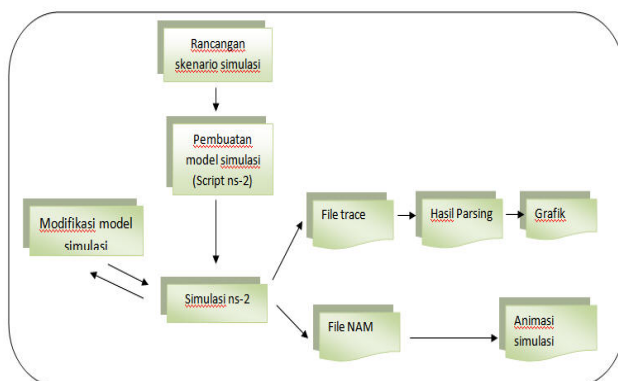 Rancangan
skenario simulasi
Pembuatan
model simulasi
(Script ns-2)
Modifikasi model
simulasi
Simulasi ns-2
File trace
Hasil Parsing
Grafik
File NAM
Animasi
simulasi